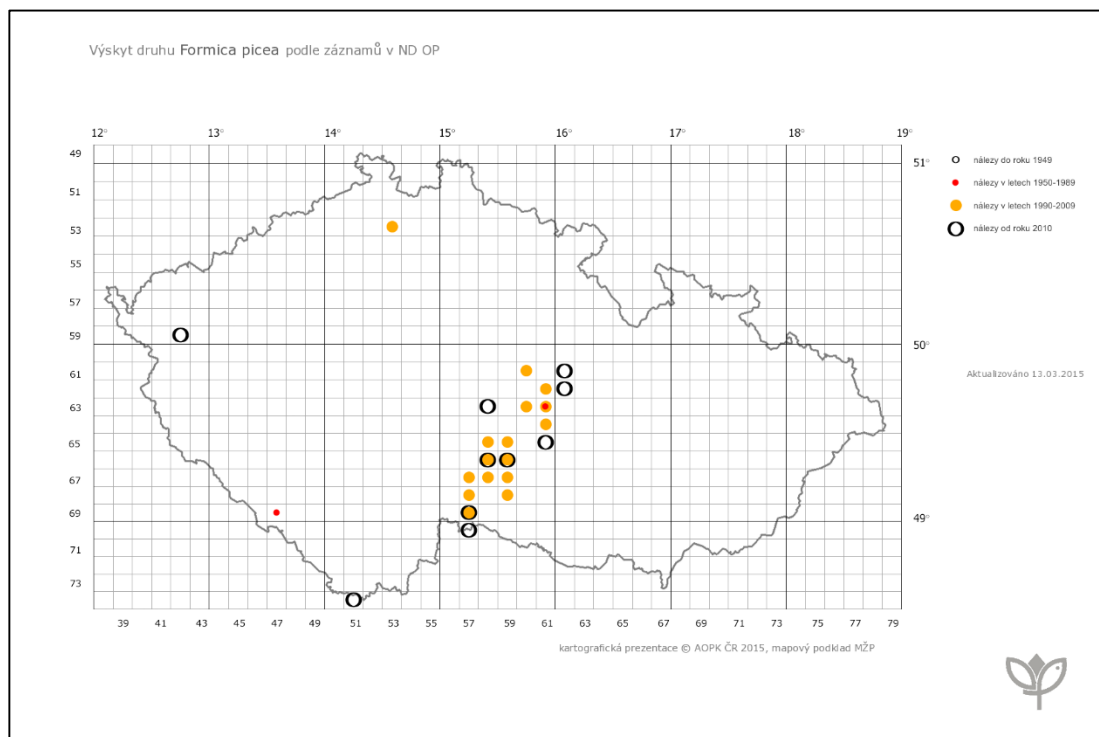 Výskyt druhu Formica picea podle záznamů v ND OP
12° 13° 14° 15° 16° 17° 18° 19°
49
51
53
55
57
59
61
63
65
67
69
71
73
51°
50°
49°
nálezy do roku 1949
nálezy v letech 1950-1989
nálezy v letech 1990-2009
nálezy od roku 2010
Aktualizováno 13.03.2015
39 41 43 45 47 49 51 53 55 57 59 61 63 65 67 69 71 73 75 77 79
kartografická prezentace © AOPK ČR 2015, mapový podklad MŽP